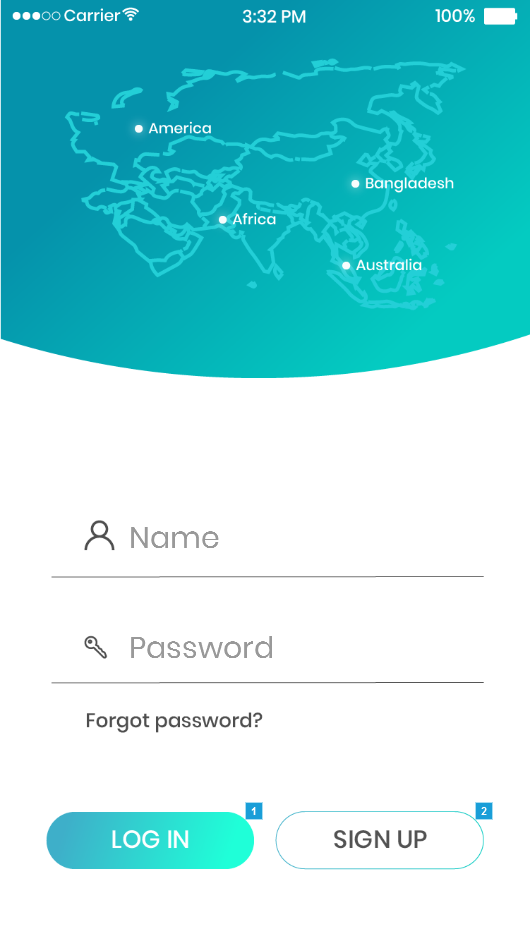 Carrier 3:32 PM 100%
America
Bangladesh
Africa
Australia
Name
Password
Forgot password?
1 2
LOG IN SIGN UP